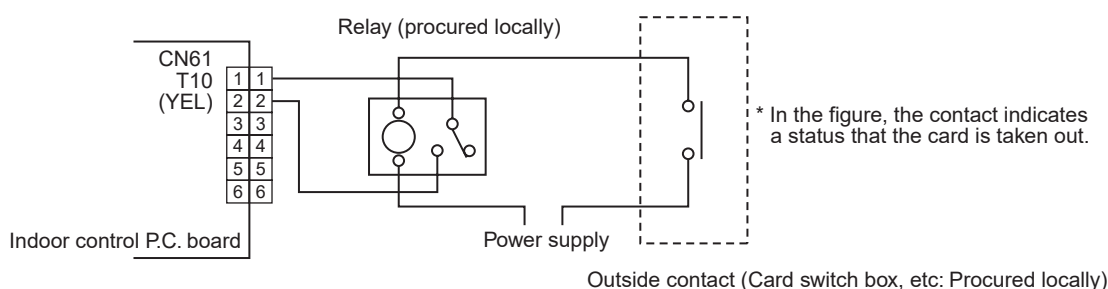 Relay (procured locally)
CN61
T10
(YEL)
1 1
2 2
3 3
4 4
5 5
6 6
* In the figure, the contact indicates
a status that the card is taken out.
Indoor control P.C. board
Power supply
Outside contact (Card switch box, etc: Procured locally)